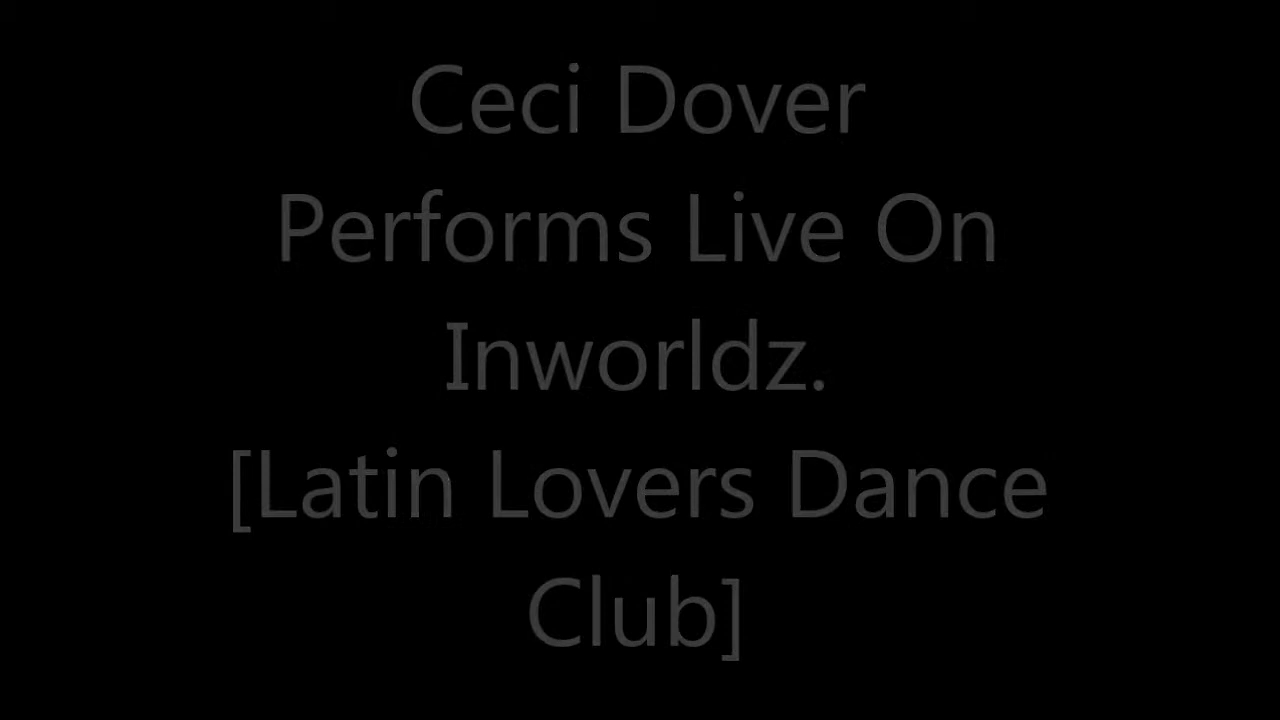 Ceci Dover
Performs Live On
Inworldz.
[Latin Lovers Dance
Club]